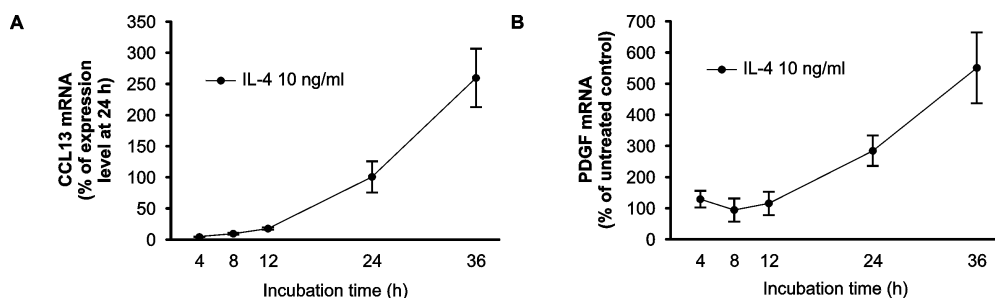 A
CCL13 mRNA
(% of expression
level at 24 h)
350
300
250
200
150
100
50
0
IL-4 10 ng/ml
4 8 12 24 36
Incubation time (h)
B
PDGF mRNA
(% of untreated control)
700
600
500
400
300
200
100
0
IL-4 10 ng/ml
4 8 12 24 36
Incubation time (h)